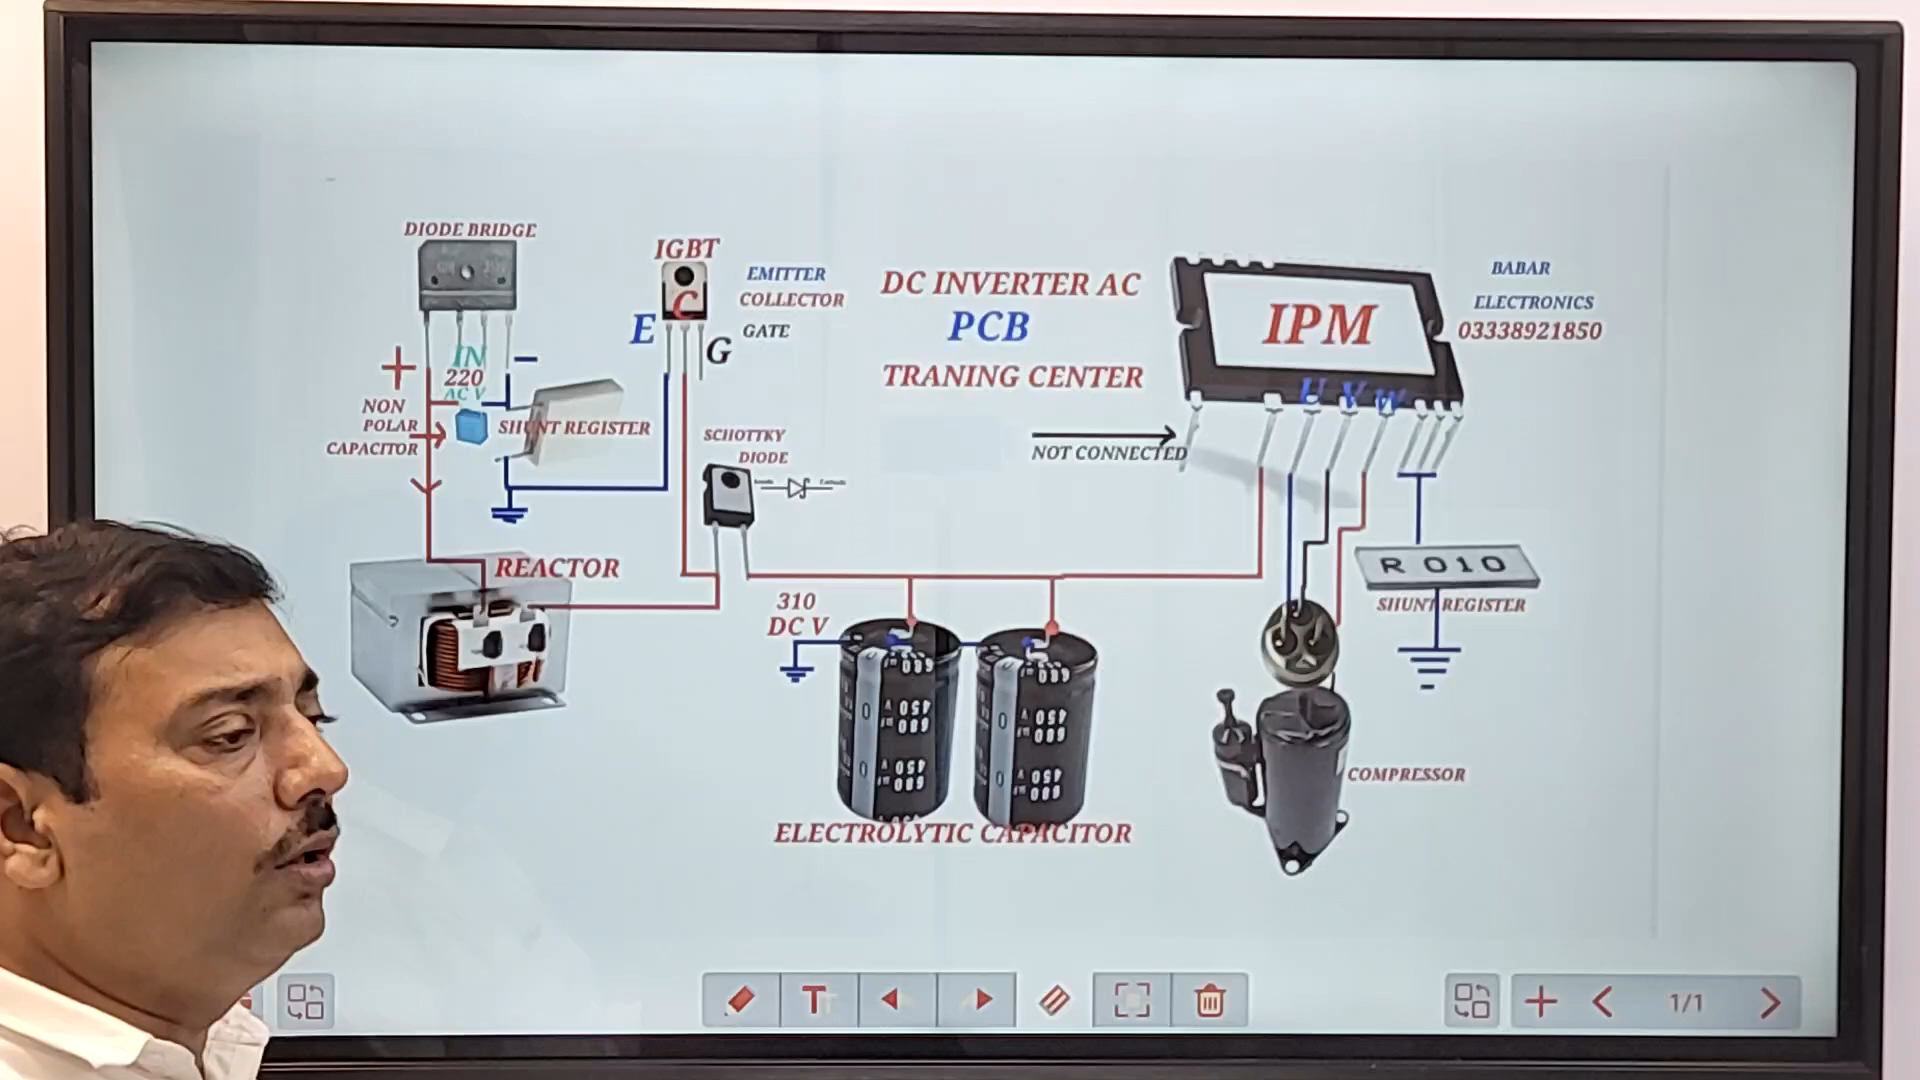 DIODE BRIDGE
+
IN
-
220
AC V
NON
POLAR
CAPACITOR
SHUNT REGISTER
IGBT
C
E
G
EMITTER
COLLECTOR
GATE
SCHOTTKY
DIODE
DC INVERTER AC
PCB
TRANING CENTER
NOT CONNECTED
IPM
U V W
BABAR
ELECTRONICS
03338921850
REACTOR
310
DC V
R 010
SHUNT REGISTER
COMPRESSOR
ELECTROLYTIC CAPACITOR
T
1/1